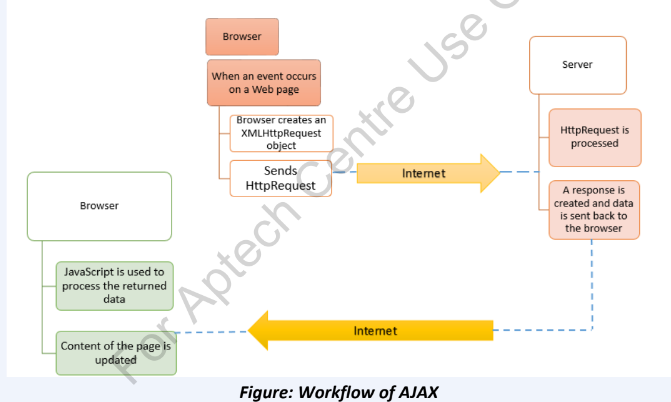 Browser
When an event occurs
on a Web page
Browser creates an
XMLHttpRequest
object
Sends
HttpRequest
Internet
Server
HttpRequest is
processed
A response is
created and data
is sent back to
the browser
Internet
Browser
JavaScript is used to
process the returned
data
Content of the page is
updated
For Aptech Centre Use
Figure: Workflow of AJAX